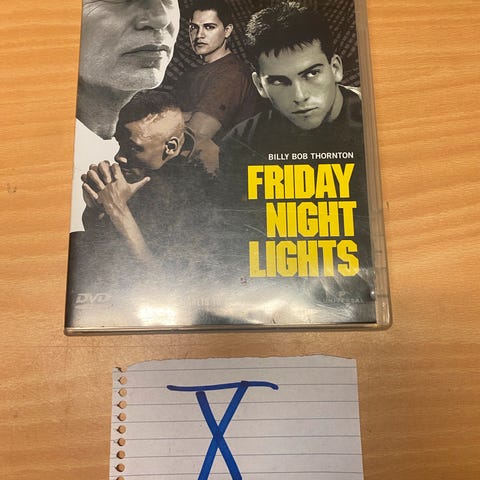 BILLY BOB THORNTON
FRIDAY
NIGHT
LIGHTS
DVD
UNIVERSAL
X